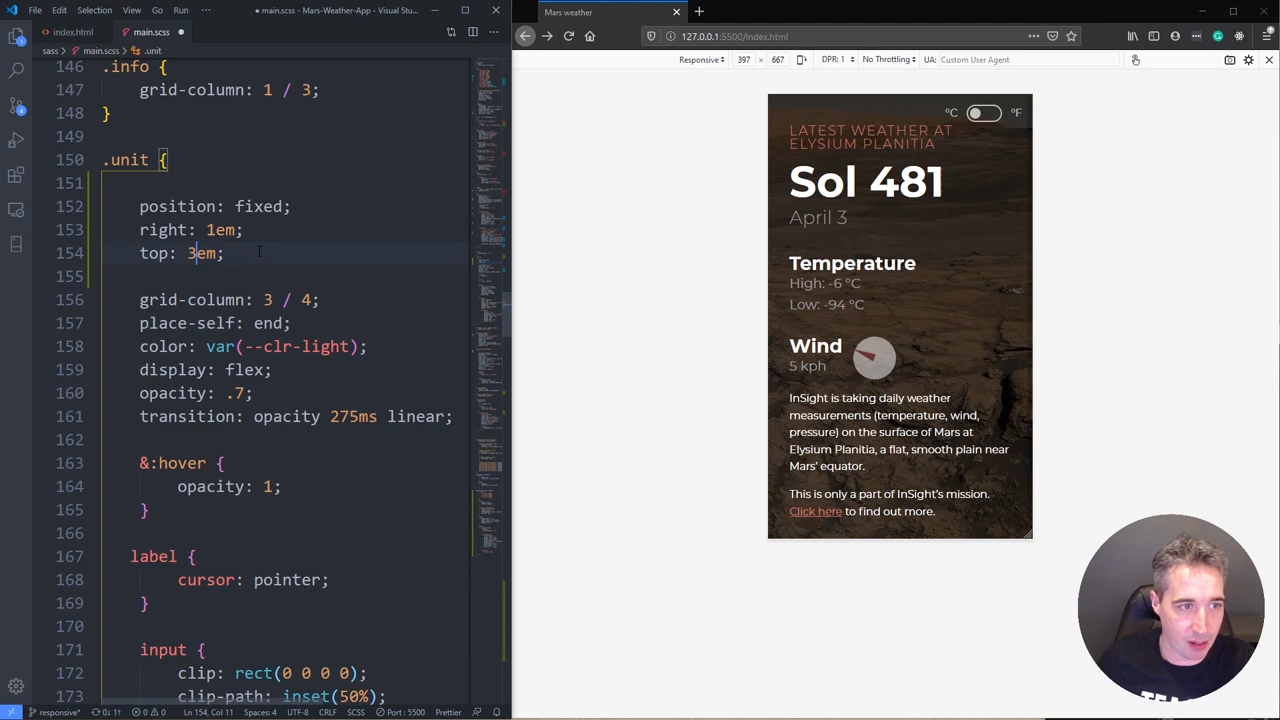 File Edit Selection View Go Run ··· ● main.scss - Mars-Weather-App - Visual Stu...
index.html main.scss ●
sass > main.scss > .unit
146 .info {
147 grid-column: 1 / 3;
148 }
149
150 .unit {
151
152 position: fixed;
153 right: 1em;
154 top: 3em;
155
156 grid-column: 3 / 4;
157 place-self: end;
158 color: var(--clr-light);
159 display: flex;
160 opacity: .7;
161 transition: opacity 275ms linear;
162
163 &:hover {
164 opacity: 1;
165 }
166
167 label {
168 cursor: pointer;
169 }
170
171 input {
172 clip: rect(0 0 0 0);
173 clip-path: inset(50%);
responsive* 0↓ 1↑ 0 0 Ln 154, Col 11 Spaces: 4 UTF-8 CRLF SCSS Port : 5500 Prettier
Mars weather
127.0.0.1:5500/index.html
Responsive 397 × 667 DPR: 1 No Throttling UA: Custom User Agent
°C °F
LATEST WEATHER AT
ELYSIUM PLANITIA
Sol 481
April 3
Temperature
High: -6 °C
Low: -94 °C
Wind
5 kph
InSight is taking daily weather
measurements (temperature, wind,
pressure) on the surface of Mars at
Elysium Planitia, a flat, smooth plain near
Mars' equator.
This is only a part of InSight's mission.
Click here to find out more.